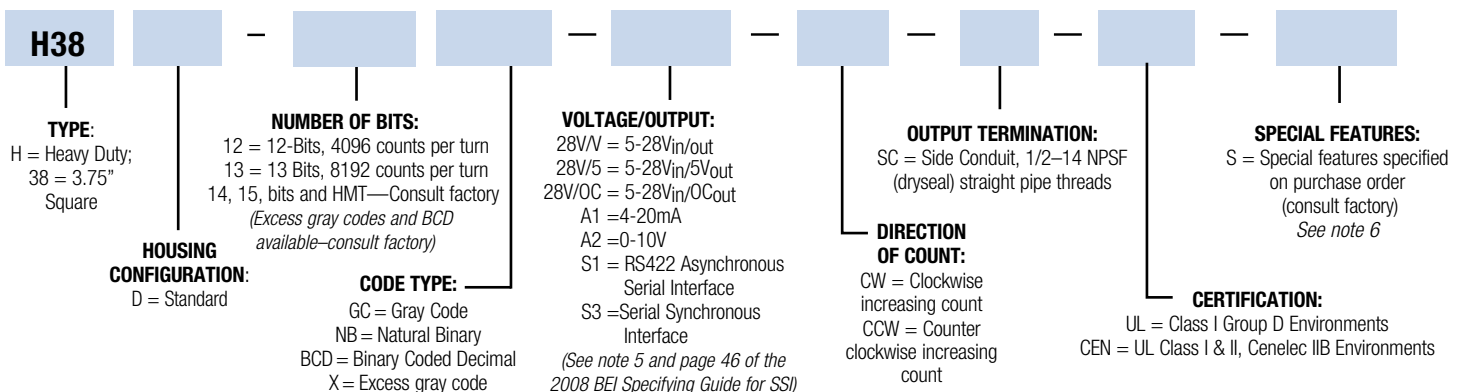 H38
TYPE:
H = Heavy Duty;
38 = 3.75"
Square
HOUSING
CONFIGURATION:
D = Standard
NUMBER OF BITS:
12 = 12-Bits, 4096 counts per turn
13 = 13 Bits, 8192 counts per turn
14, 15, bits and HMT—Consult factory
(Excess gray codes and BCD
available–consult factory)
CODE TYPE:
GC = Gray Code
NB = Natural Binary
BCD = Binary Coded Decimal
X = Excess gray code
VOLTAGE/OUTPUT:
28V/V = 5-28Vin/out
28V/5 = 5-28Vin/5Vout
28V/OC = 5-28Vin/OCout
A1 =4-20mA
A2 =0-10V
S1 = RS422 Asynchronous
Serial Interface
S3 =Serial Synchronous
Interface
(See note 5 and page 46 of the
2008 BEI Specifying Guide for SSI)
DIRECTION
OF COUNT:
CW = Clockwise
increasing count
CCW = Counter
clockwise increasing
count
OUTPUT TERMINATION:
SC = Side Conduit, 1/2–14 NPSF
(dryseal) straight pipe threads
CERTIFICATION:
UL = Class I Group D Environments
CEN = UL Class I & II, Cenelec IIB Environments
SPECIAL FEATURES:
S = Special features specified
on purchase order
(consult factory)
See note 6